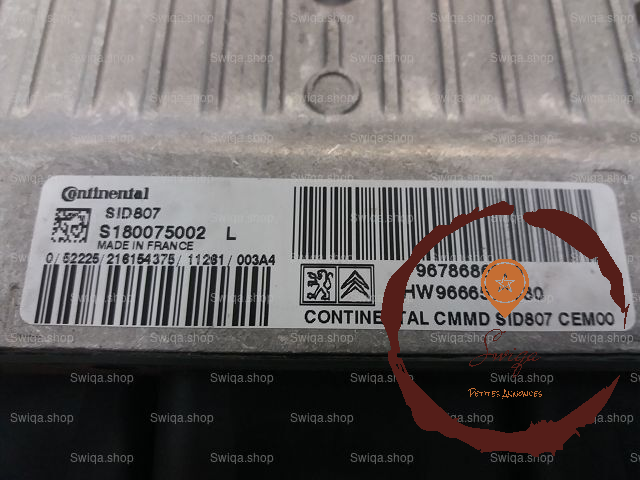 Continental
SID807
S180075002 L
MADE IN FRANCE
0/52225/216154375/11261/003A4
CONTINENTAL CMMD SID807 CEM00
Swiqa
PETITES ANNONCES
Swiqa.shop